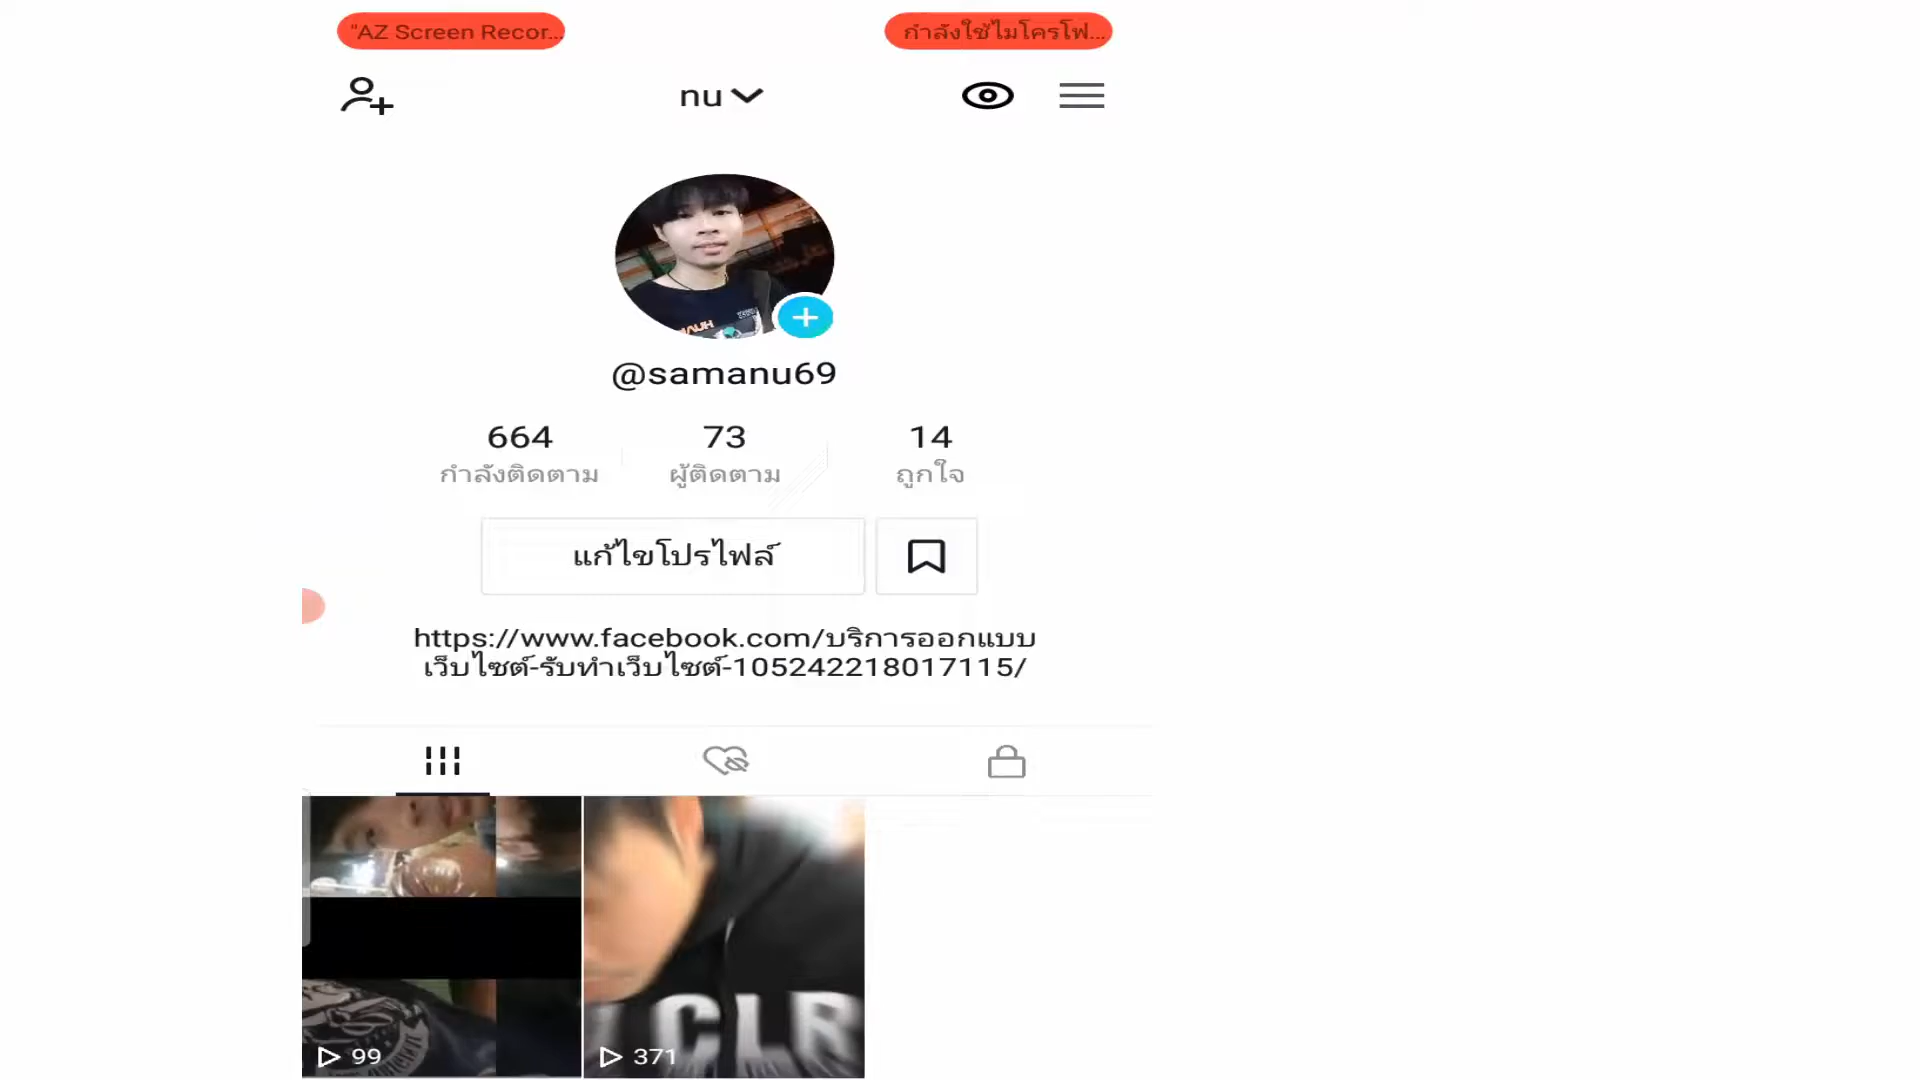 "AZ Screen Recor...
กำลังใช้ไมโครโฟ...
nu
@samanu69
664
73
14
กำลังติดตาม
ผู้ติดตาม
ถูกใจ
แก้ไขโปรไฟล์
https://www.facebook.com/บริการออกแบบ
เว็บไซต์-รับทำเว็บไซต์-105242218017115/
CLR
99
371